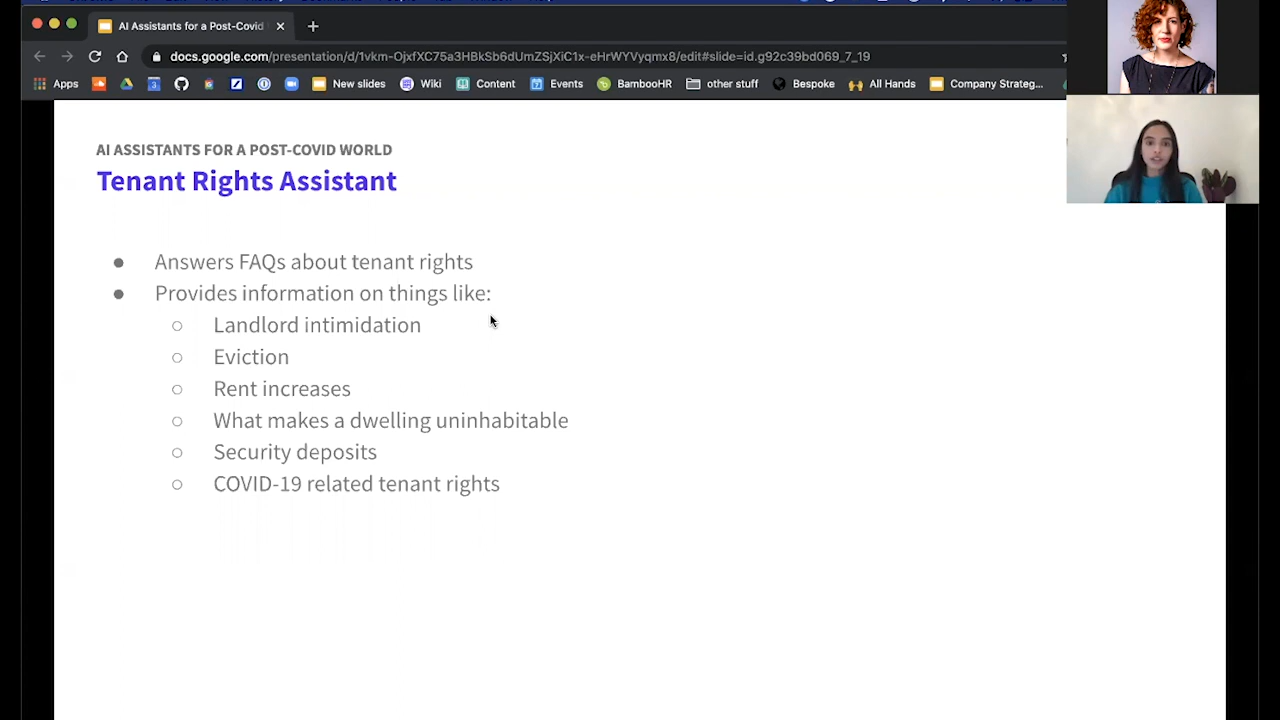 AI Assistants for a Post-Covid
docs.google.com/presentation/d/1vkm-OjxfXC75a3HBkSb6dUmZSjXiC1x-eHrWYVyqmx8/edit#slide=id.g92c39bd069_7_19
Apps New slides Wiki Content Events BambooHR other stuff Bespoke All Hands Company Strateg...
AI ASSISTANTS FOR A POST-COVID WORLD
Tenant Rights Assistant
● Answers FAQs about tenant rights
● Provides information on things like:
○ Landlord intimidation
○ Eviction
○ Rent increases
○ What makes a dwelling uninhabitable
○ Security deposits
○ COVID-19 related tenant rights